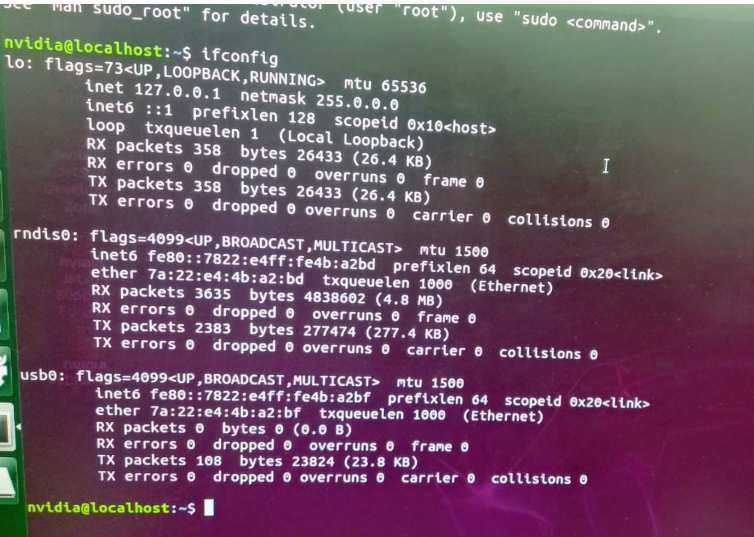 See "man sudo_root" for details. (user "root"), use "sudo <command>".
nvidia@localhost:~$ ifconfig
lo: flags=73<UP,LOOPBACK,RUNNING> mtu 65536
inet 127.0.0.1 netmask 255.0.0.0
inet6 ::1 prefixlen 128 scopeid 0x10<host>
loop txqueuelen 1 (Local Loopback)
RX packets 358 bytes 26433 (26.4 KB)
RX errors 0 dropped 0 overruns 0 frame 0
TX packets 358 bytes 26433 (26.4 KB)
TX errors 0 dropped 0 overruns 0 carrier 0 collisions 0
rndis0: flags=4099<UP,BROADCAST,MULTICAST> mtu 1500
inet6 fe80::7822:e4ff:fe4b:a2bd prefixlen 64 scopeid 0x20<link>
ether 7a:22:e4:4b:a2:bd txqueuelen 1000 (Ethernet)
RX packets 3635 bytes 4838602 (4.8 MB)
RX errors 0 dropped 0 overruns 0 frame 0
TX packets 2383 bytes 277474 (277.4 KB)
TX errors 0 dropped 0 overruns 0 carrier 0 collisions 0
usb0: flags=4099<UP,BROADCAST,MULTICAST> mtu 1500
inet6 fe80::7822:e4ff:fe4b:a2bf prefixlen 64 scopeid 0x20<link>
ether 7a:22:e4:4b:a2:bf txqueuelen 1000 (Ethernet)
RX packets 0 bytes 0 (0.0 B)
RX errors 0 dropped 0 overruns 0 frame 0
TX packets 108 bytes 23824 (23.8 KB)
TX errors 0 dropped 0 overruns 0 carrier 0 collisions 0
nvidia@localhost:~$